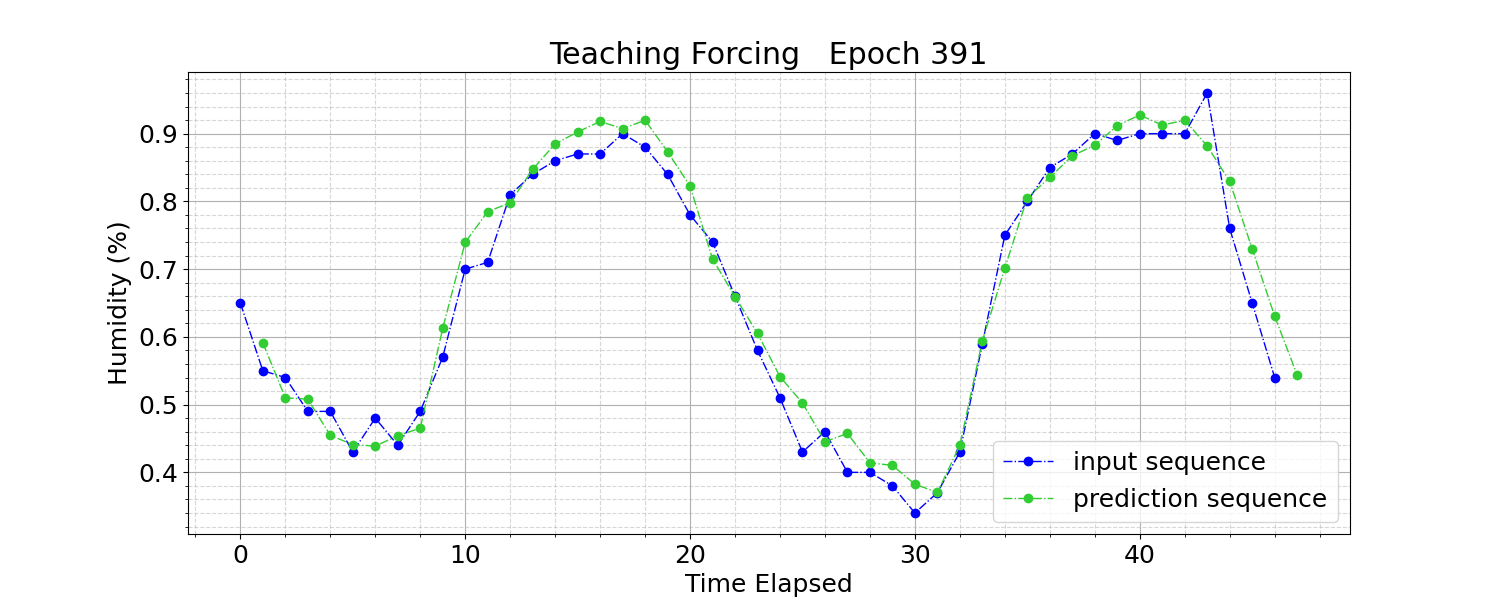 Teaching Forcing   Epoch 391
Humidity (%)
0.9
0.8
0.7
0.6
0.5
0.4
input sequence
prediction sequence
0 10 20 30 40
Time Elapsed